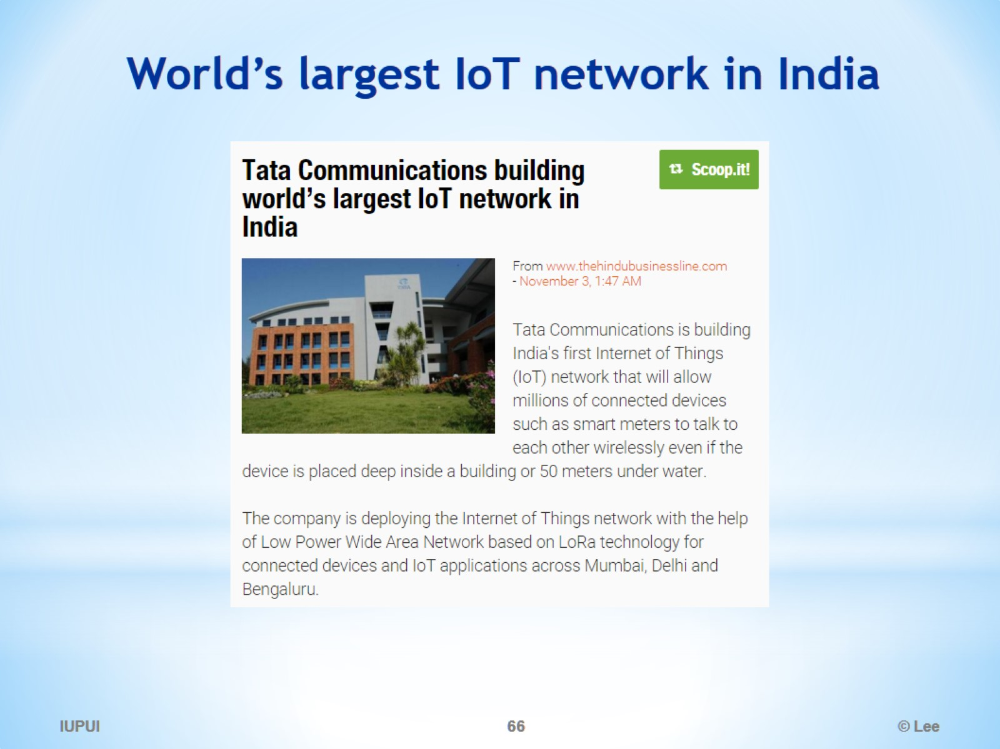 World's largest IoT network in India
Tata Communications building
world's largest IoT network in
India
Scoop.it!
TATA
From www.thehindubusinessline.com
- November 3, 1:47 AM
Tata Communications is building
India's first Internet of Things
(IoT) network that will allow
millions of connected devices
such as smart meters to talk to
each other wirelessly even if the
device is placed deep inside a building or 50 meters under water.
The company is deploying the Internet of Things network with the help
of Low Power Wide Area Network based on LoRa technology for
connected devices and IoT applications across Mumbai, Delhi and
Bengaluru.
IUPUI
66
© Lee